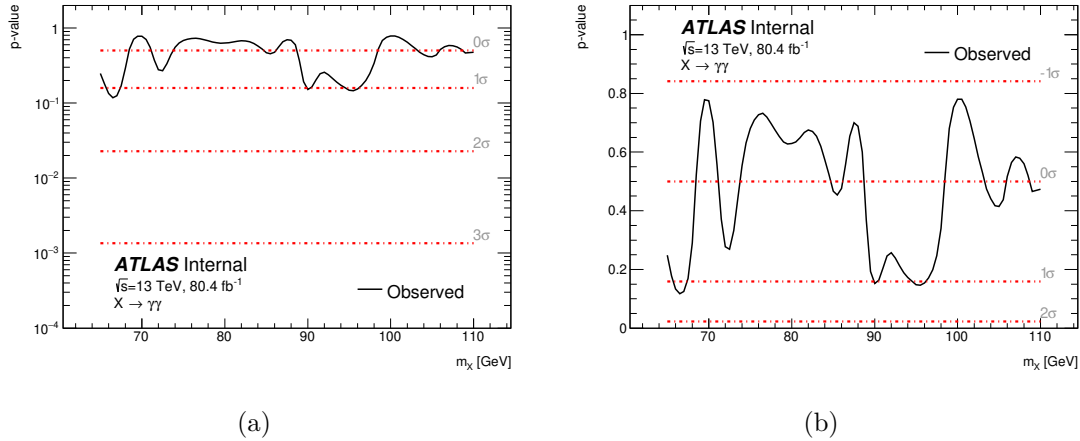 p-value
1
10⁻¹
10⁻²
10⁻³
10⁻⁴
0σ
1σ
2σ
3σ
ATLAS Internal
√s=13 TeV, 80.4 fb⁻¹
X → γγ
Observed
70 80 90 100 110
m_X [GeV]
(a)
p-value
1
0.8
0.6
0.4
0.2
0
ATLAS Internal
√s=13 TeV, 80.4 fb⁻¹
X → γγ
Observed
-1σ
0σ
1σ
2σ
70 80 90 100 110
m_X [GeV]
(b)